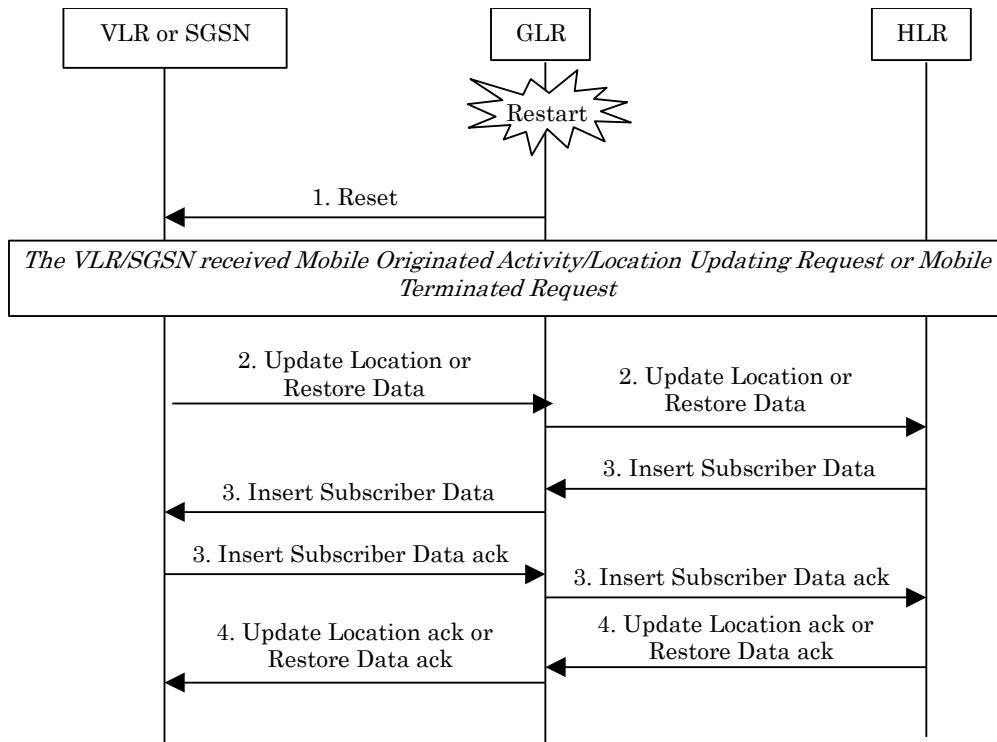 VLR or SGSN
GLR
HLR
Restart
1. Reset
The VLR/SGSN received Mobile Originated Activity/Location Updating Request or Mobile
Terminated Request
2. Update Location or
Restore Data
2. Update Location or
Restore Data
3. Insert Subscriber Data
3. Insert Subscriber Data
3. Insert Subscriber Data ack
3. Insert Subscriber Data ack
4. Update Location ack or
Restore Data ack
4. Update Location ack or
Restore Data ack